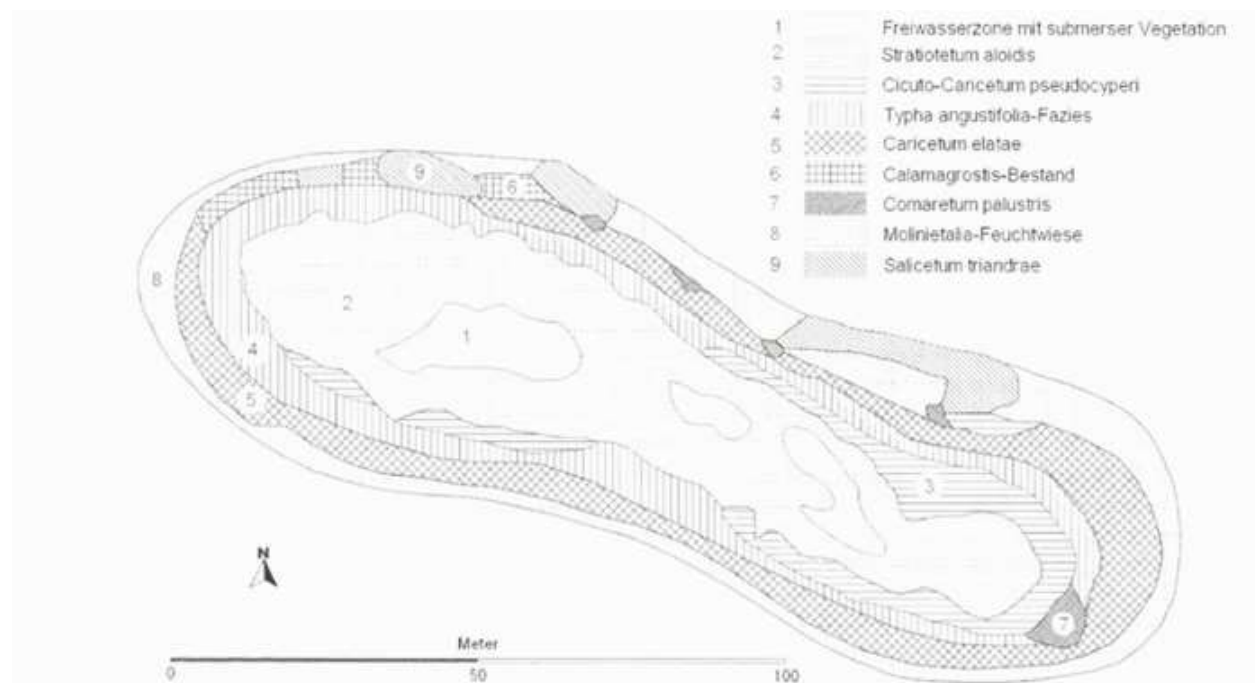 1 Freiwasserzone mit submerser Vegetation
2 Stratiotetum aloidis
3 Cicuto-Caricetum pseudocyperi
4 Typha angustifolia-Fazies
5 Caricetum elatae
6 Calamagrostis-Bestand
7 Comaretum palustris
8 Molinietalia-Feuchtwiese
9 Salicetum triandrae
9
6
8
2
1
4
5
3
N
7
Meter
0 50 100